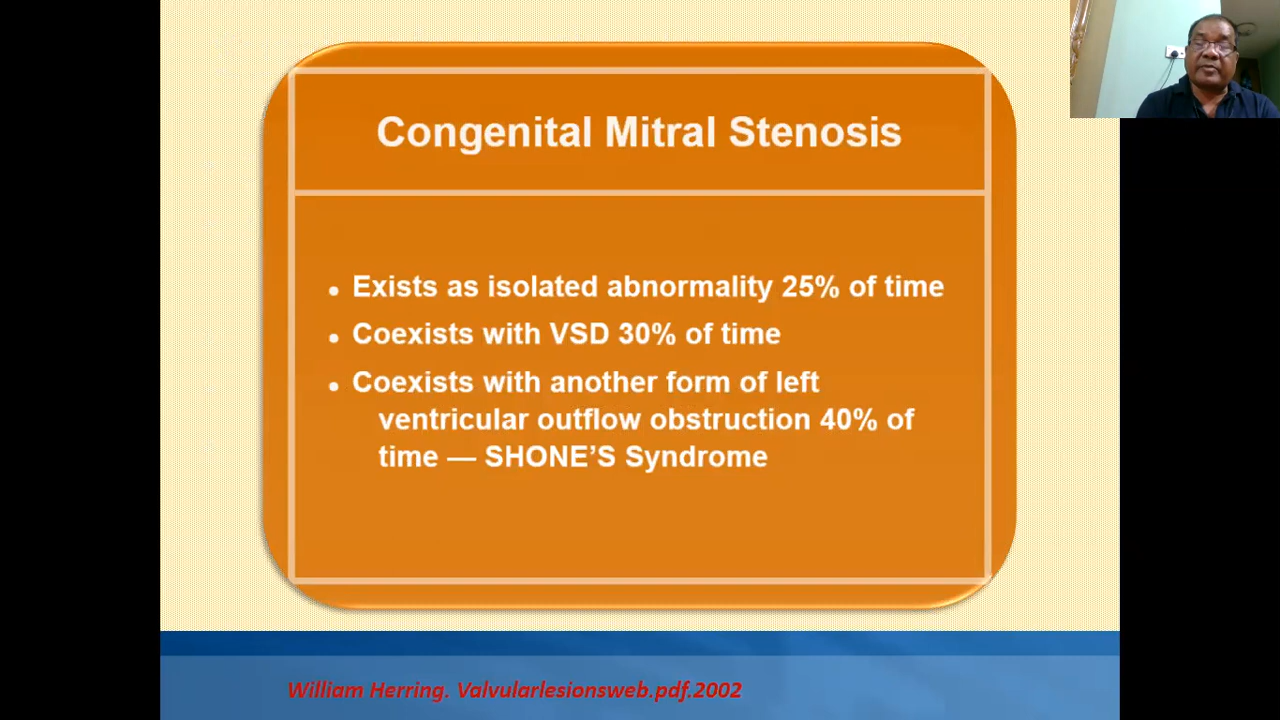 Congenital Mitral Stenosis
• Exists as isolated abnormality 25% of time
• Coexists with VSD 30% of time
• Coexists with another form of left
ventricular outflow obstruction 40% of
time — SHONE’S Syndrome
William Herring. Valvularlesionsweb.pdf.2002